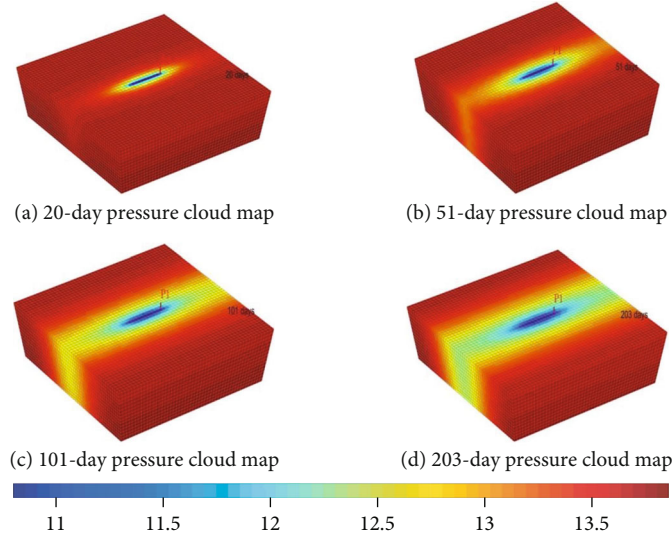 20 days
51 days
(a) 20-day pressure cloud map
(b) 51-day pressure cloud map
P1
101 days
P1
203 days
(c) 101-day pressure cloud map
(d) 203-day pressure cloud map
11 11.5 12 12.5 13 13.5